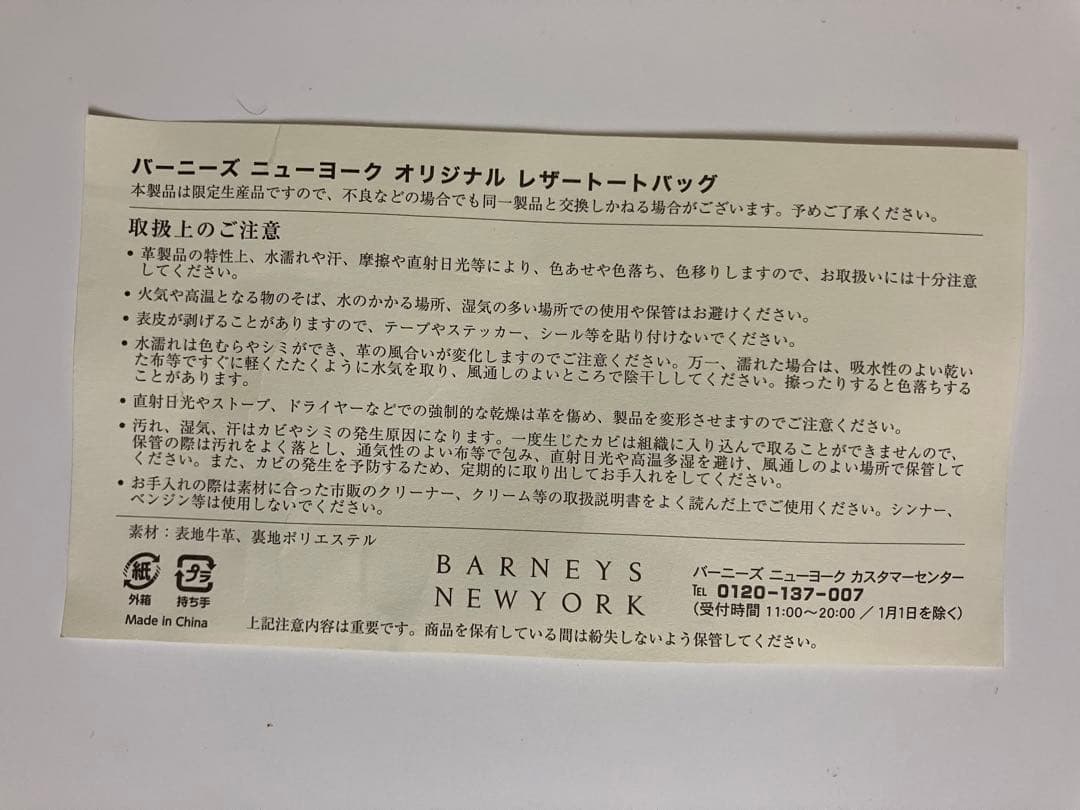 バーニーズ ニューヨーク オリジナル レザートートバッグ
本製品は限定生産品ですので、不良などの場合でも同一製品と交換しかねる場合がございます。予めご了承ください。
取扱上のご注意
• 革製品の特性上、水濡れや汗、摩擦や直射日光等により、色あせや色落ち、色移りしますので、お取扱いには十分注意
してください。
• 火気や高温となる物のそば、水のかかる場所、湿気の多い場所での使用や保管はお避けください。
• 表皮が剥げることがありますので、テープやステッカー、シール等を貼り付けないでください。
• 水濡れは色むらやシミができ、革の風合いが変化しますのでご注意ください。万一、濡れた場合は、吸水性のよい乾い
た布等ですぐに軽くたたくように水気を取り、風通しのよいところで陰干ししてください。擦ったりすると色落ちする
ことがあります。
• 直射日光やストーブ、ドライヤーなどでの強制的な乾燥は革を傷め、製品を変形させますのでご注意ください。
• 汚れ、湿気、汗はカビやシミの発生原因になります。一度生じたカビは組織に入り込んで取ることができませんので、
保管の際は汚れをよく落とし、通気性のよい布等で包み、直射日光や高温多湿を避け、風通しのよい場所で保管して
ください。また、カビの発生を予防するため、定期的に取り出してお手入れをしてください。
• お手入れの際は素材に合った市販のクリーナー、クリーム等の取扱説明書をよく読んだ上でご使用ください。シンナー、
ベンジン等は使用しないでください。
素材：表地牛革、裏地ポリエステル
紙 プラ
外箱 持ち手
Made in China
BARNEYS
NEWYORK
バーニーズ ニューヨーク カスタマーセンター
TEL 0120-137-007
（受付時間 11:00〜20:00 ／ 1月1日を除く）
上記注意内容は重要です。商品を保有している間は紛失しないよう保管してください。